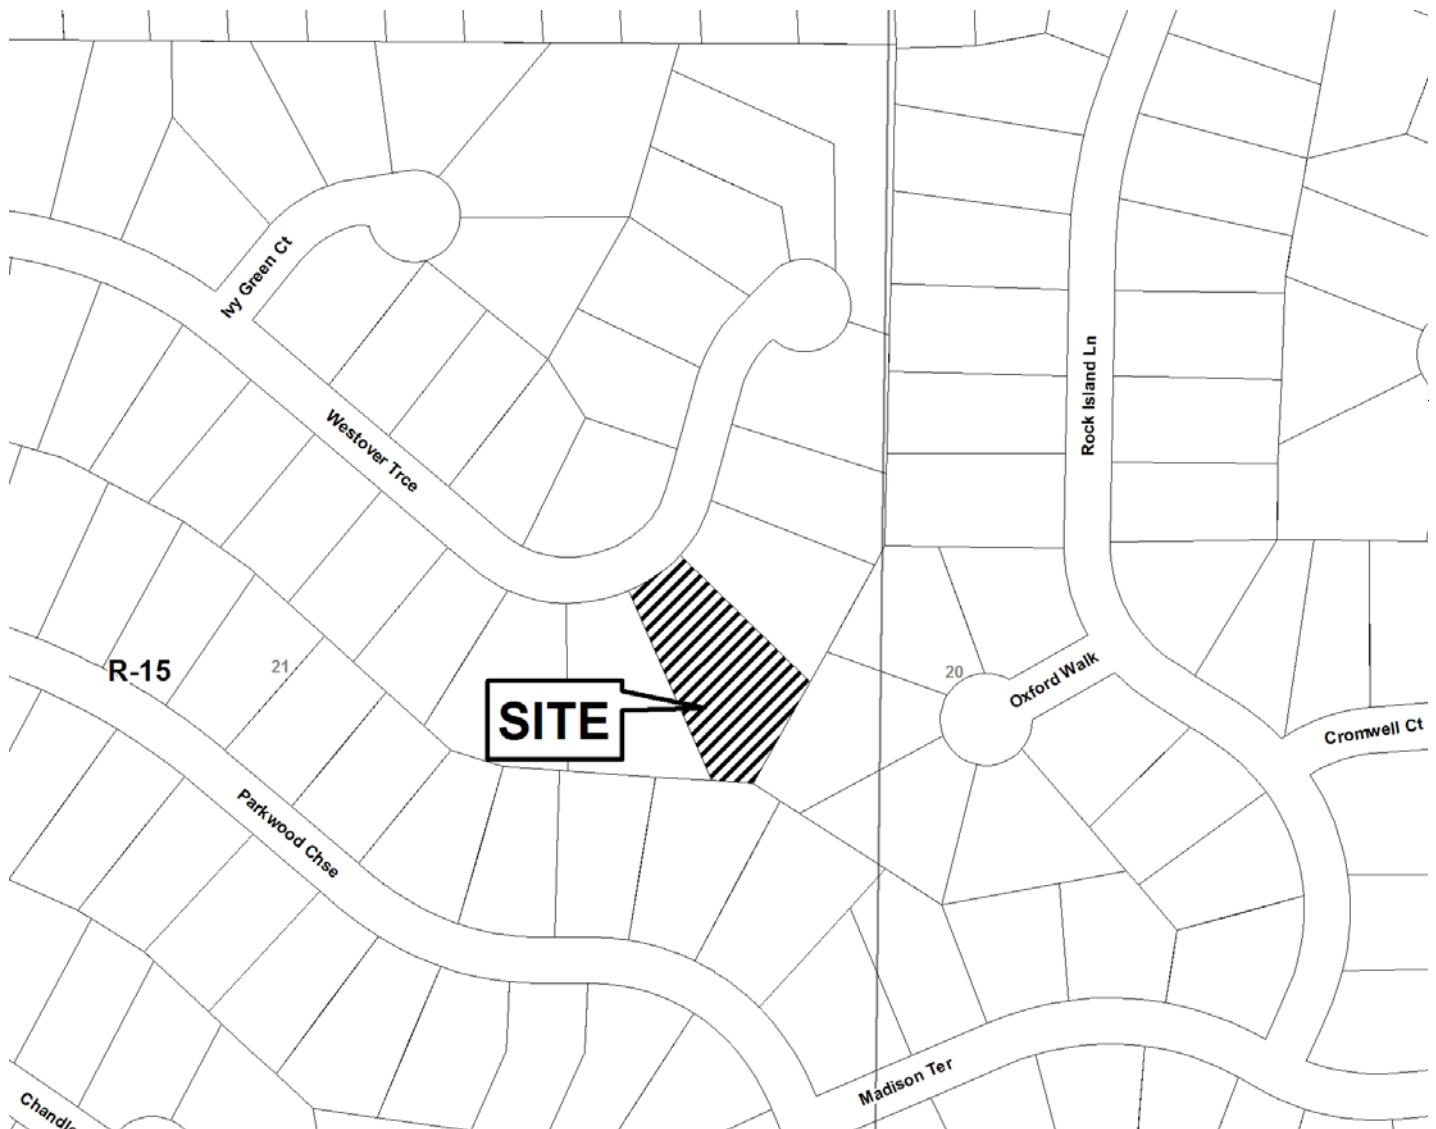 Ivy Green Ct
Westover Trce
Rock Island Ln
R-15
21
20
Oxford Walk
SITE
Cromwell Ct
Parkwood Chse
Madison Ter